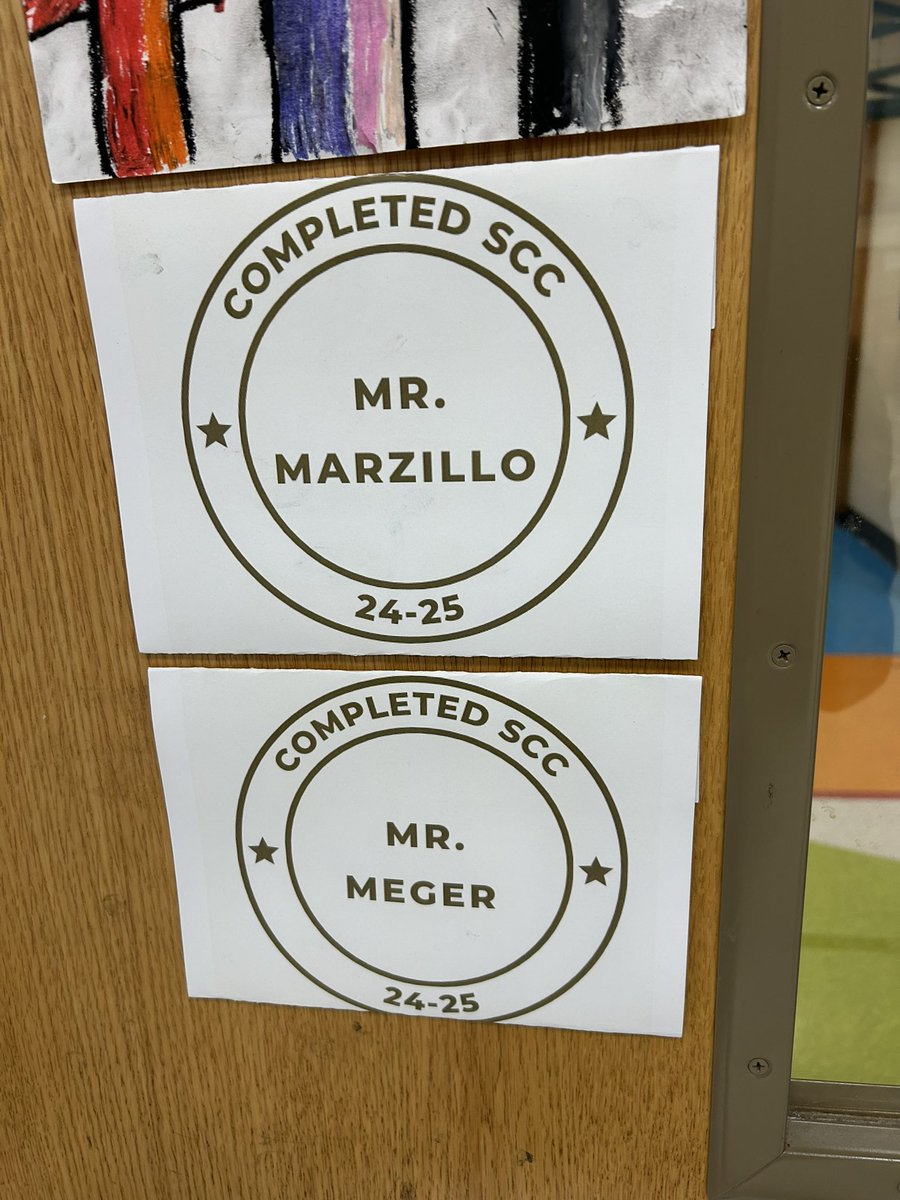 COMPLETED SCC
MR.
MARZILLO
24-25
COMPLETED SCC
MR.
MEGER
24-25